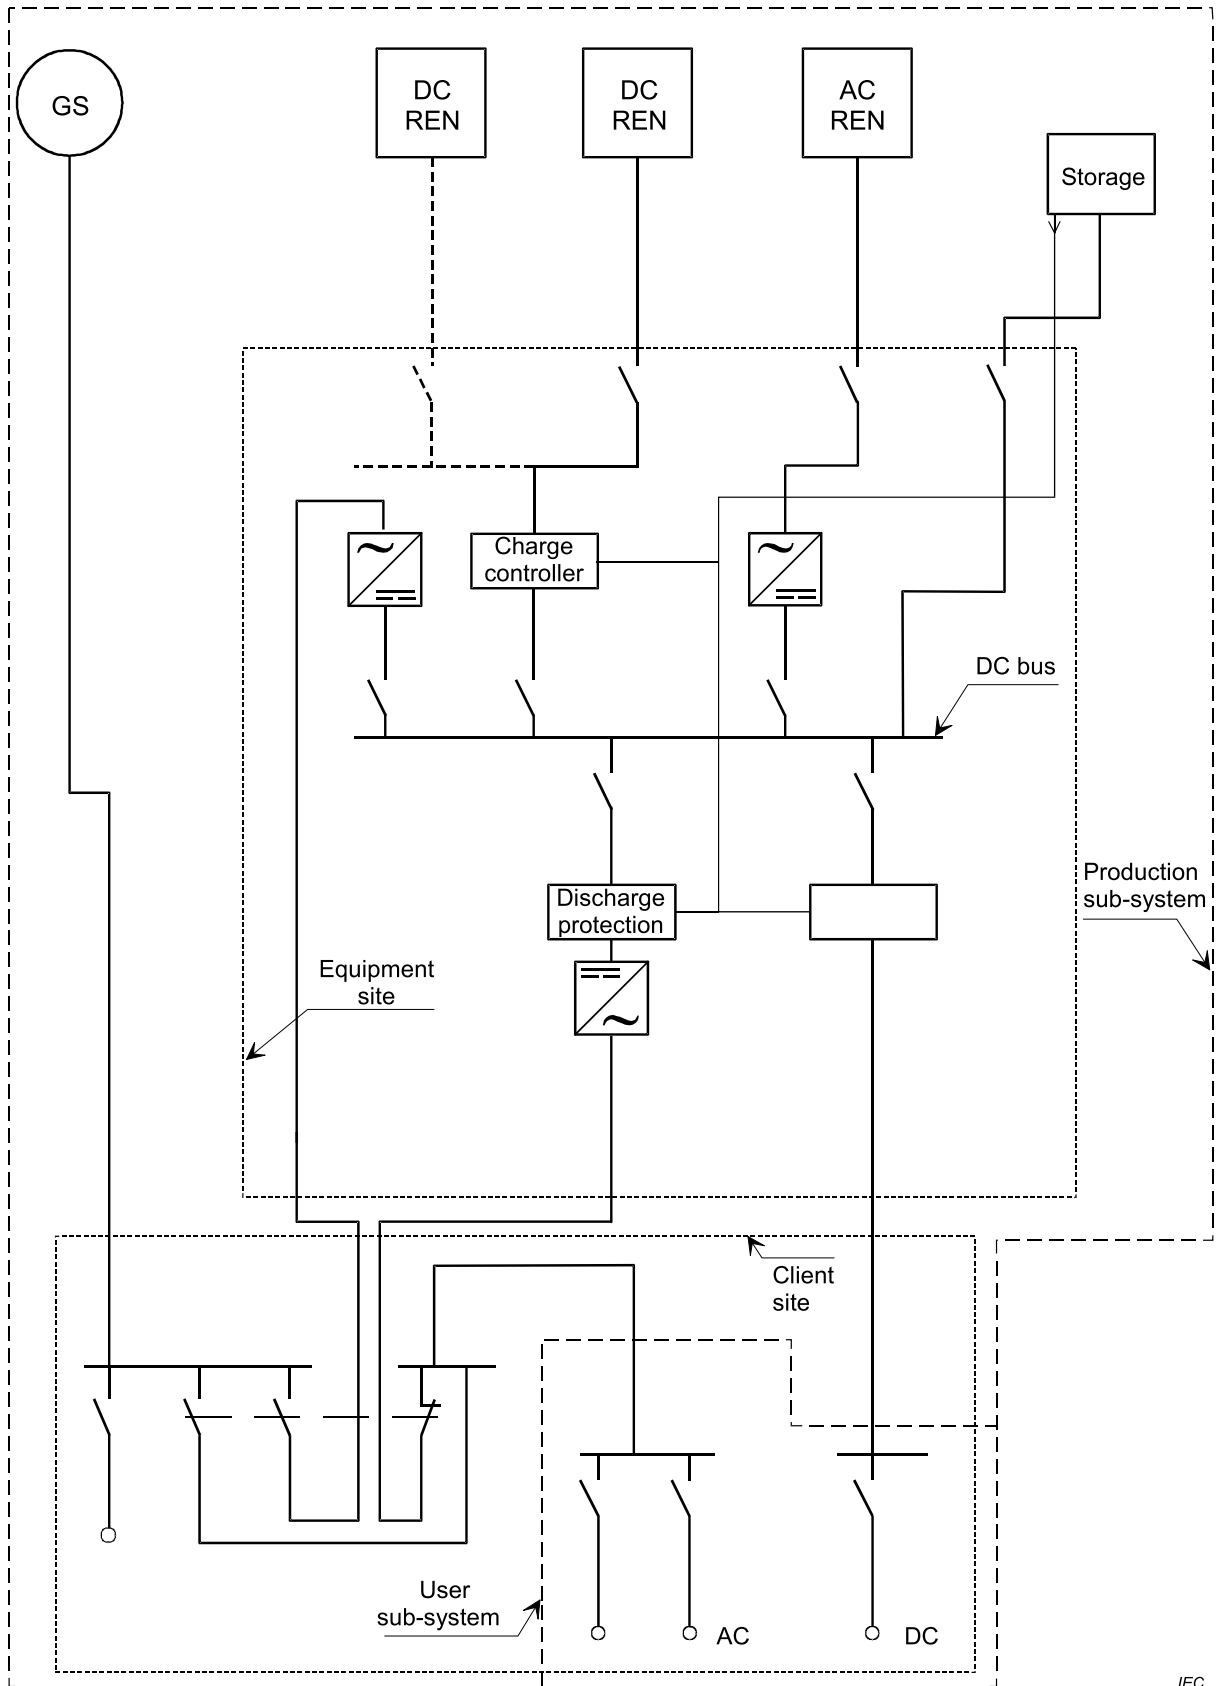 GS
DC
REN
DC
REN
AC
REN
Storage
Charge
controller
DC bus
Discharge
protection
Production
sub-system
Equipment
site
Client
site
User
sub-system
AC
DC
IEC